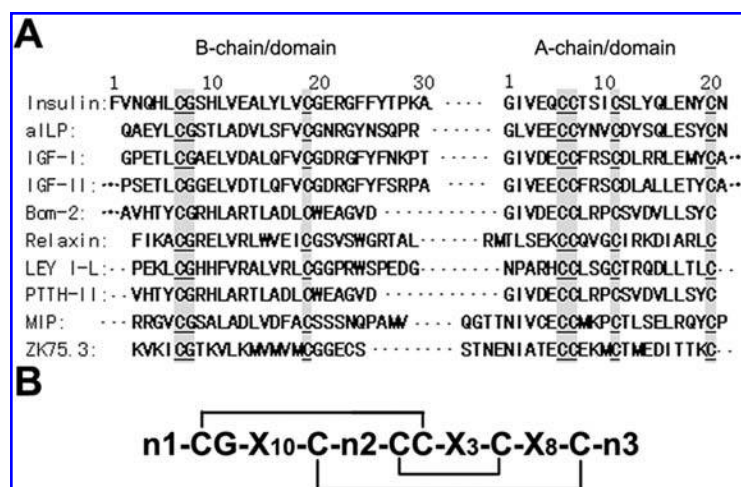 A
B-chain/domain A-chain/domain
1 10 20 30 1 10 20
Insulin: FVNQHLCGSHLVEALYLVCGERGFFYTPKA ····· GIVEQCCTSICSLYQLENYCN
aILP: QAEYLCGSTLADVLSFVCGNRGYNSQPR ······ GLVEECCYNVCDYSQLESYCN
IGF-I: GPETLCGAELVDALQFVCGDRGFYFNKPT ····· GIVDECCFRSCDLRRLEMYCA··
IGF-II: ··PSETLCGGELVDTLQFVCGDRGFYFSRPA ····· GIVEECCFRSCDLALLETYCA··
Bom-2: ··AVHTYCGRHLARTLADLCWEAGVD ·········· GIVDECCLRPCSVDVLLSYC
Relaxin: FIKACGRELVRLWVEICGSVSWGRTAL ······ RMTLSEKCCQVGCIRKDIARLC
LEY I-L: ··PEKLCGHHFVRALVRLCGGPRWSPEDG ······ NPARHCCLSGCTRQDLLTLC··
PTTH-II: ··VHTYCGRHLARTLADLCWEAGVD ·········· GIVDECCLRPCSVDVLLSYC
MIP: ··RRGVCGSALADLVDFACSSSNQPAMV ····· QGTTNIVCECCMKPCTLSELRQYCP
ZK75.3: KVKICGTKVLKMVMVMCGGECS ········ STNENIATECCEKMCTMEDITTKC··
B
n1-CG-X10-C-n2-CC-X3-C-X8-C-n3